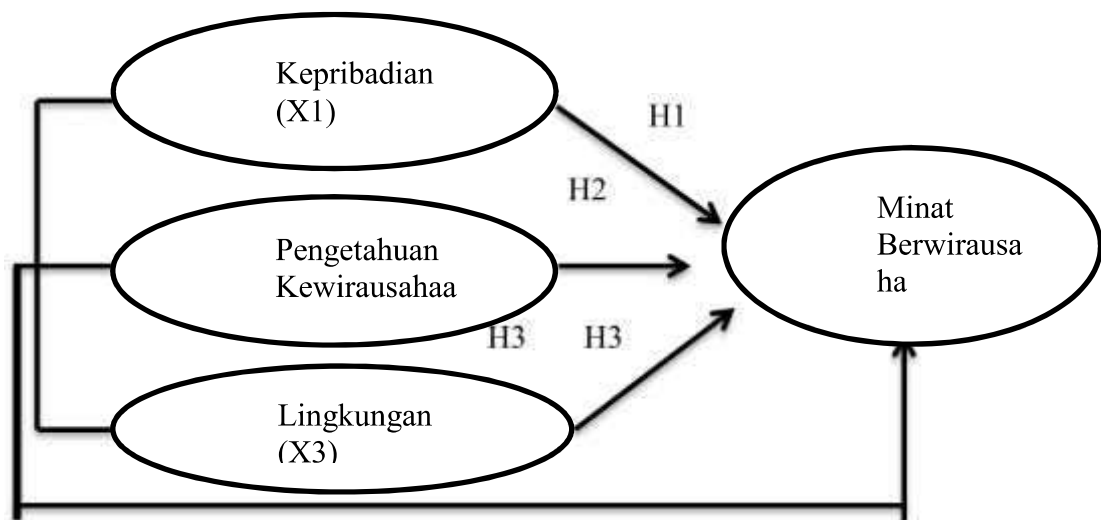 Kepribadian
(X1)
H1
H2
Minat
Berwirausa
ha
Pengetahuan
Kewirausahaa
H3 H3
Lingkungan
(X3)